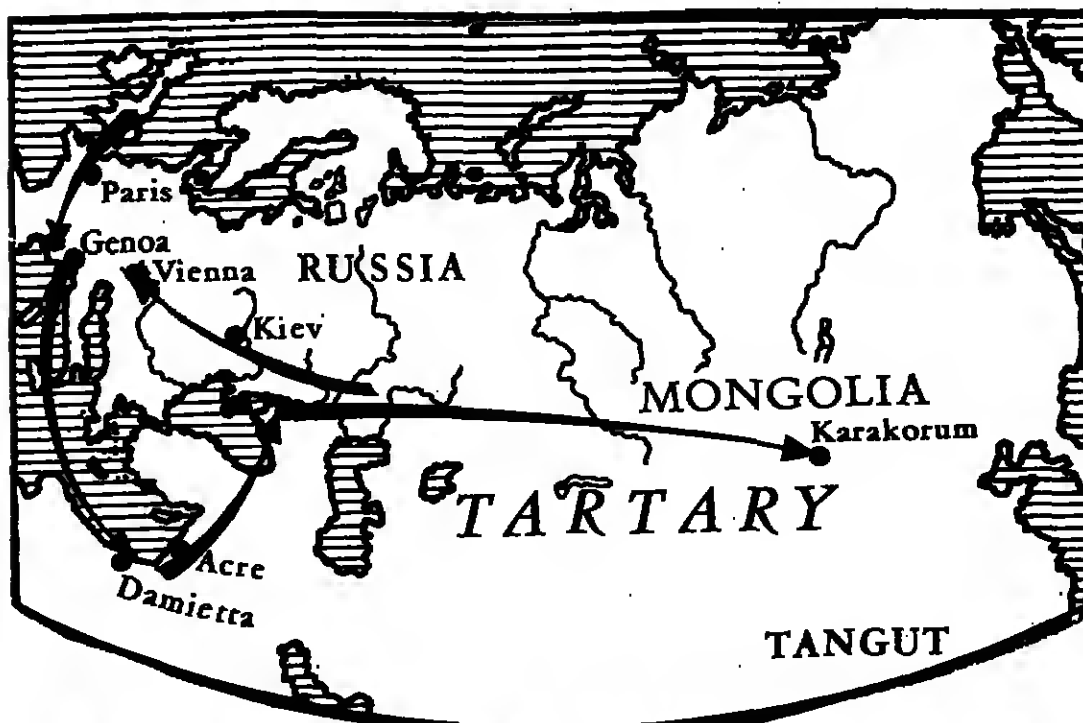 Paris
Genoa
Vienna
RUSSIA
Kiev
MONGOLIA
Karakorum
TARTARY
Acre
Damietta
TANGUT